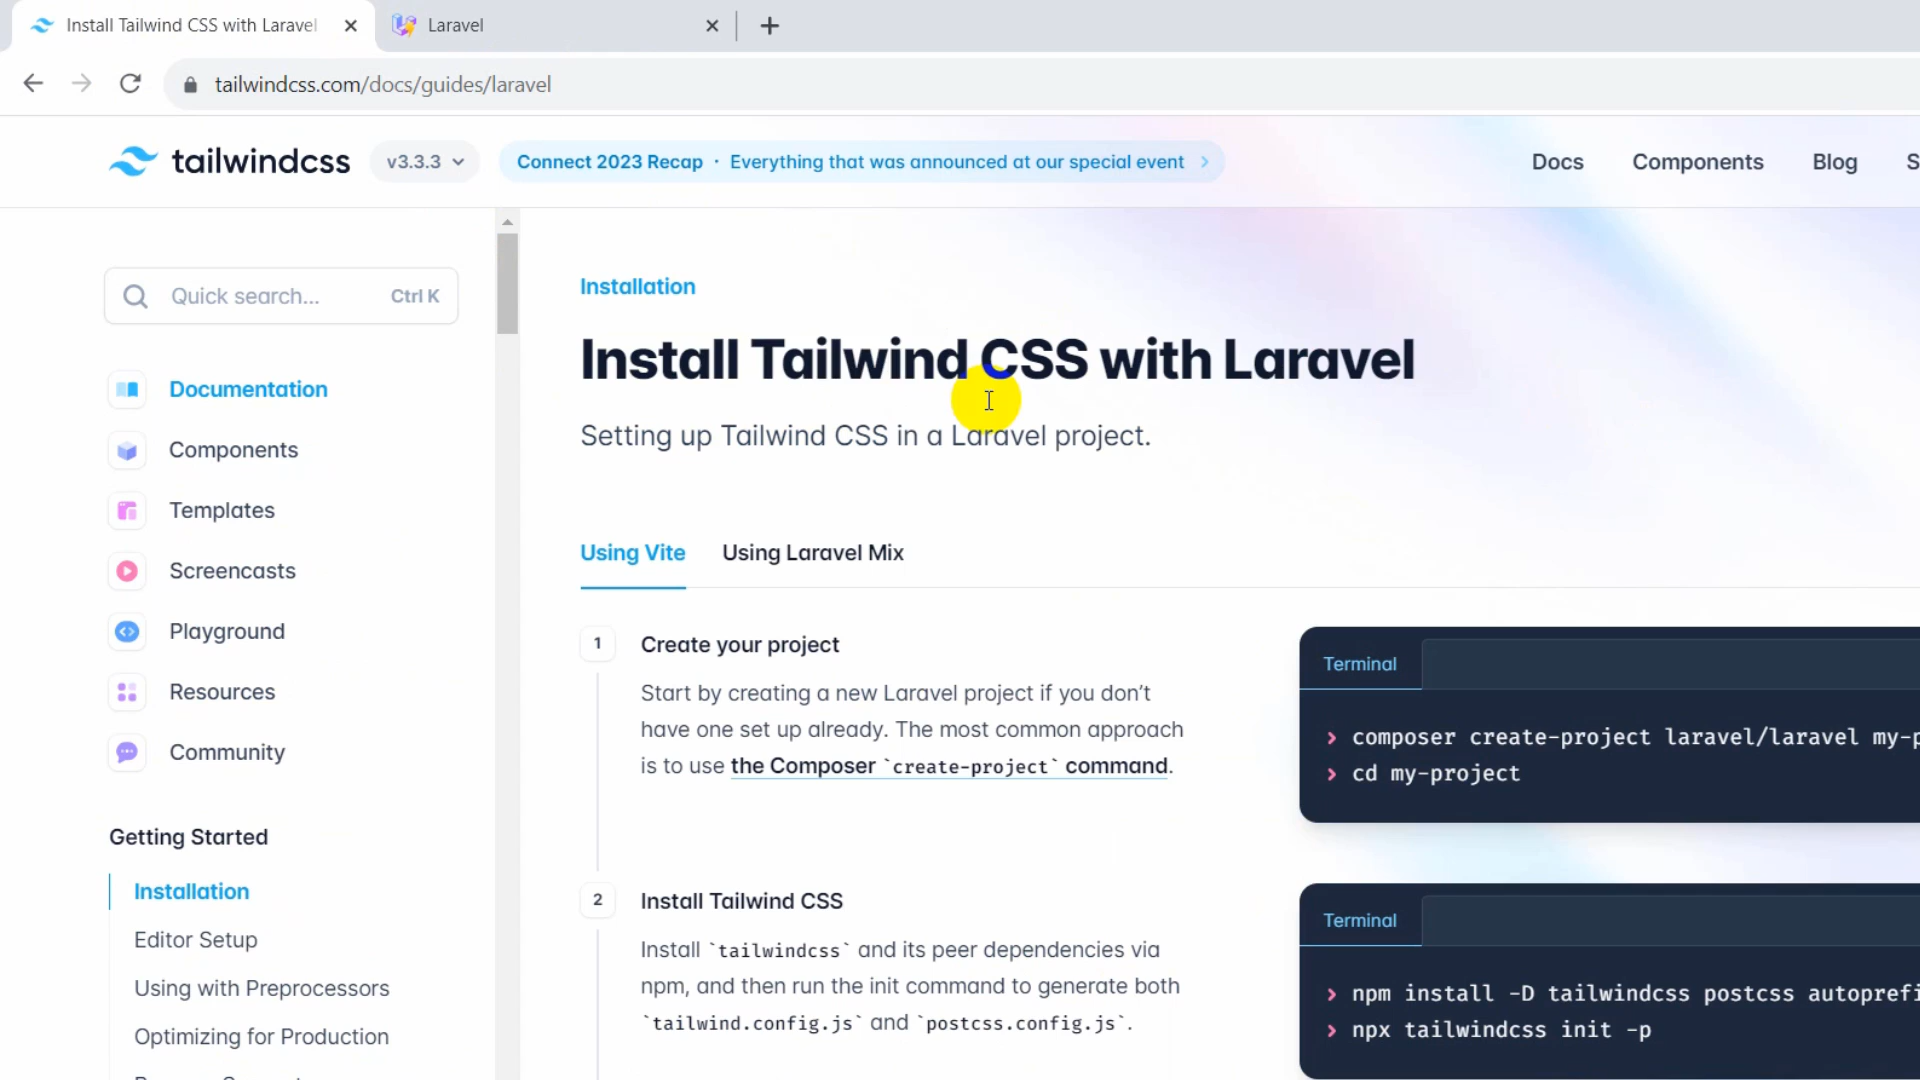 Install Tailwind CSS with Laravel
Laravel
tailwindcss.com/docs/guides/laravel
tailwindcss
v3.3.3
Connect 2023 Recap · Everything that was announced at our special event
Docs
Components
Blog
S
Quick search...
Ctrl K
Documentation
Components
Templates
Screencasts
Playground
Resources
Community
Getting Started
Installation
Editor Setup
Using with Preprocessors
Optimizing for Production
Installation
Install Tailwind CSS with Laravel
Setting up Tailwind CSS in a Laravel project.
Using Vite
Using Laravel Mix
1
Create your project
Start by creating a new Laravel project if you don’t
have one set up already. The most common approach
is to use the Composer `create-project` command.
Terminal
> composer create-project laravel/laravel my-p
> cd my-project
2
Install Tailwind CSS
Install `tailwindcss` and its peer dependencies via
npm, and then run the init command to generate both
`tailwind.config.js` and `postcss.config.js`.
Terminal
> npm install -D tailwindcss postcss autoprefi
> npx tailwindcss init -p